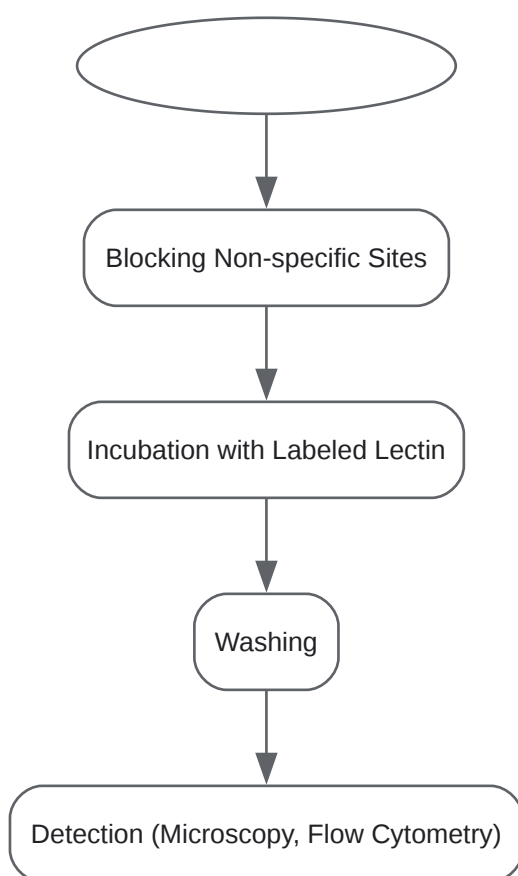 Blocking Non-specific Sites
Incubation with Labeled Lectin
Washing
Detection (Microscopy, Flow Cytometry)